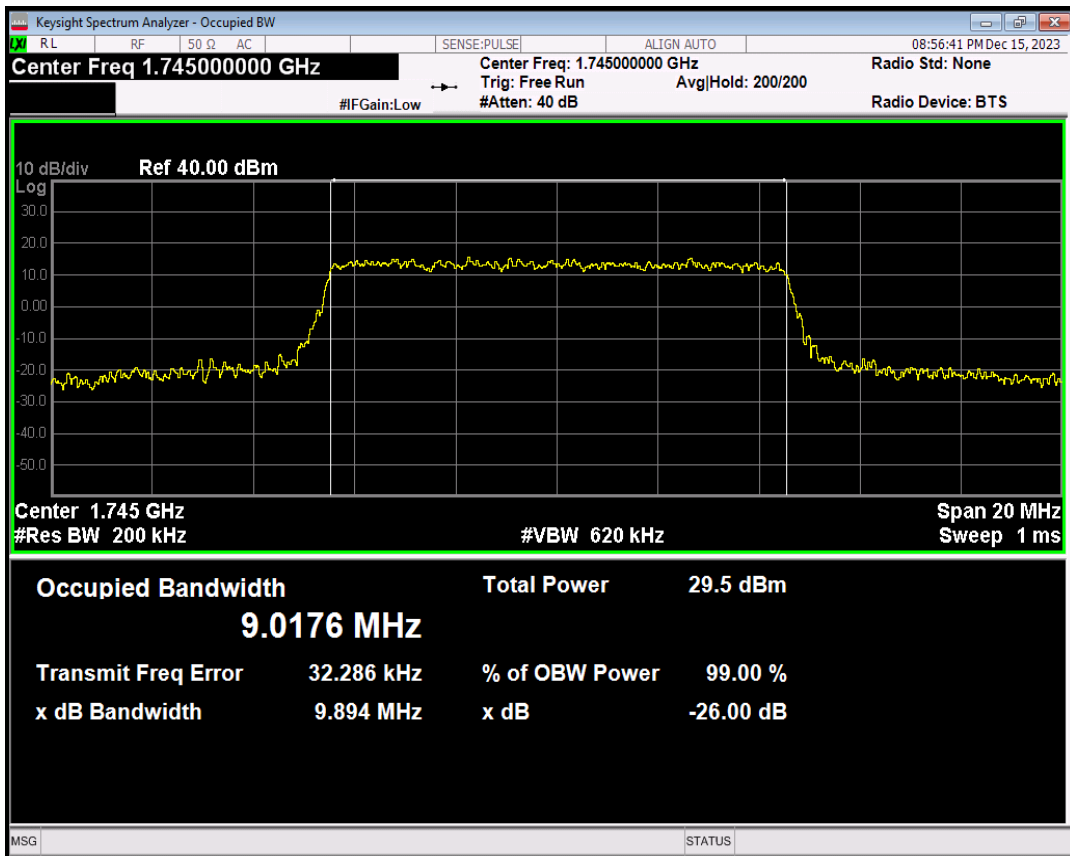 Keysight Spectrum Analyzer - Occupied BW
LXI RL RF 50 Ω AC SENSE:PULSE ALIGN AUTO 08:56:41 PM Dec 15, 2023
Center Freq 1.745000000 GHz Center Freq: 1.745000000 GHz Radio Std: None
Trig: Free Run Avg|Hold: 200/200
#IFGain:Low #Atten: 40 dB Radio Device: BTS
10 dB/div Ref 40.00 dBm
Log
30.0
20.0
10.0
0.00
-10.0
-20.0
-30.0
-40.0
-50.0
Center 1.745 GHz Span 20 MHz
#Res BW 200 kHz #VBW 620 kHz Sweep 1 ms
Occupied Bandwidth Total Power 29.5 dBm
9.0176 MHz
Transmit Freq Error 32.286 kHz % of OBW Power 99.00 %
x dB Bandwidth 9.894 MHz x dB -26.00 dB
MSG STATUS